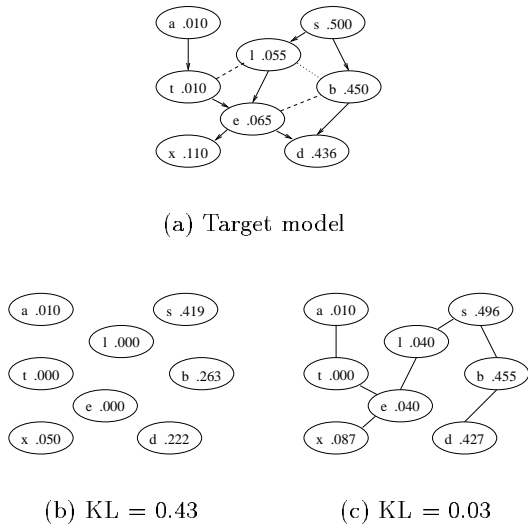 a .010
s .500
l .055
t .010
b .450
e .065
x .110
d .436
(a) Target model
a .010
s .419
l .000
t .000
b .263
e .000
x .050
d .222
(b) KL = 0.43
a .010
s .496
l .040
t .000
b .455
e .040
x .087
d .427
(c) KL = 0.03